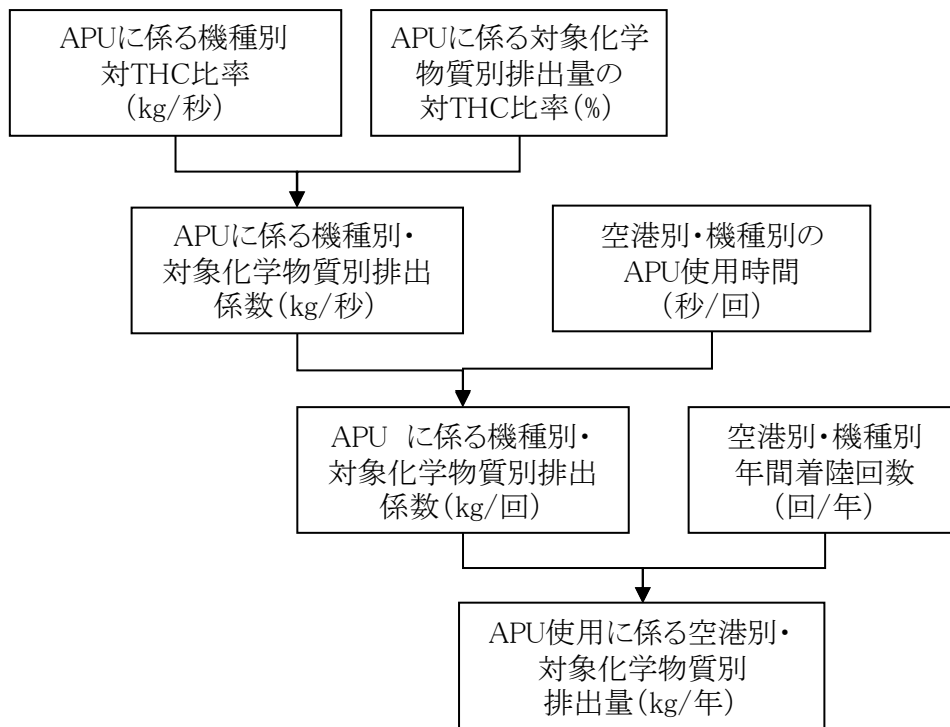 APUに係る機種別
対THC比率
(kg/秒)
APUに係る対象化学
物質別排出量の
対THC比率(%)
APUに係る機種別・
対象化学物質別排出
係数(kg/秒)
空港別・機種別の
APU使用時間
(秒/回)
APU に係る機種別・
対象化学物質別排出
係数(kg/回)
空港別・機種別
年間着陸回数
(回/年)
APU使用に係る空港別・
対象化学物質別
排出量(kg/年)